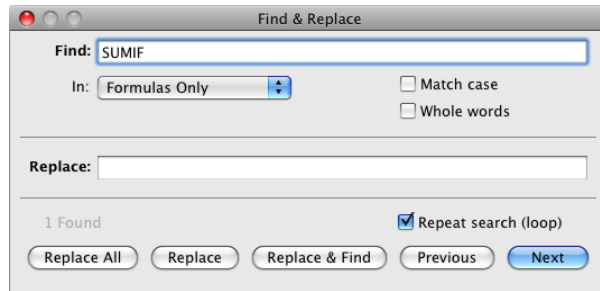 Find & Replace
Find: SUMIF
In: Formulas Only
Match case
Whole words
Replace:
1 Found
Repeat search (loop)
Replace All Replace Replace & Find Previous Next